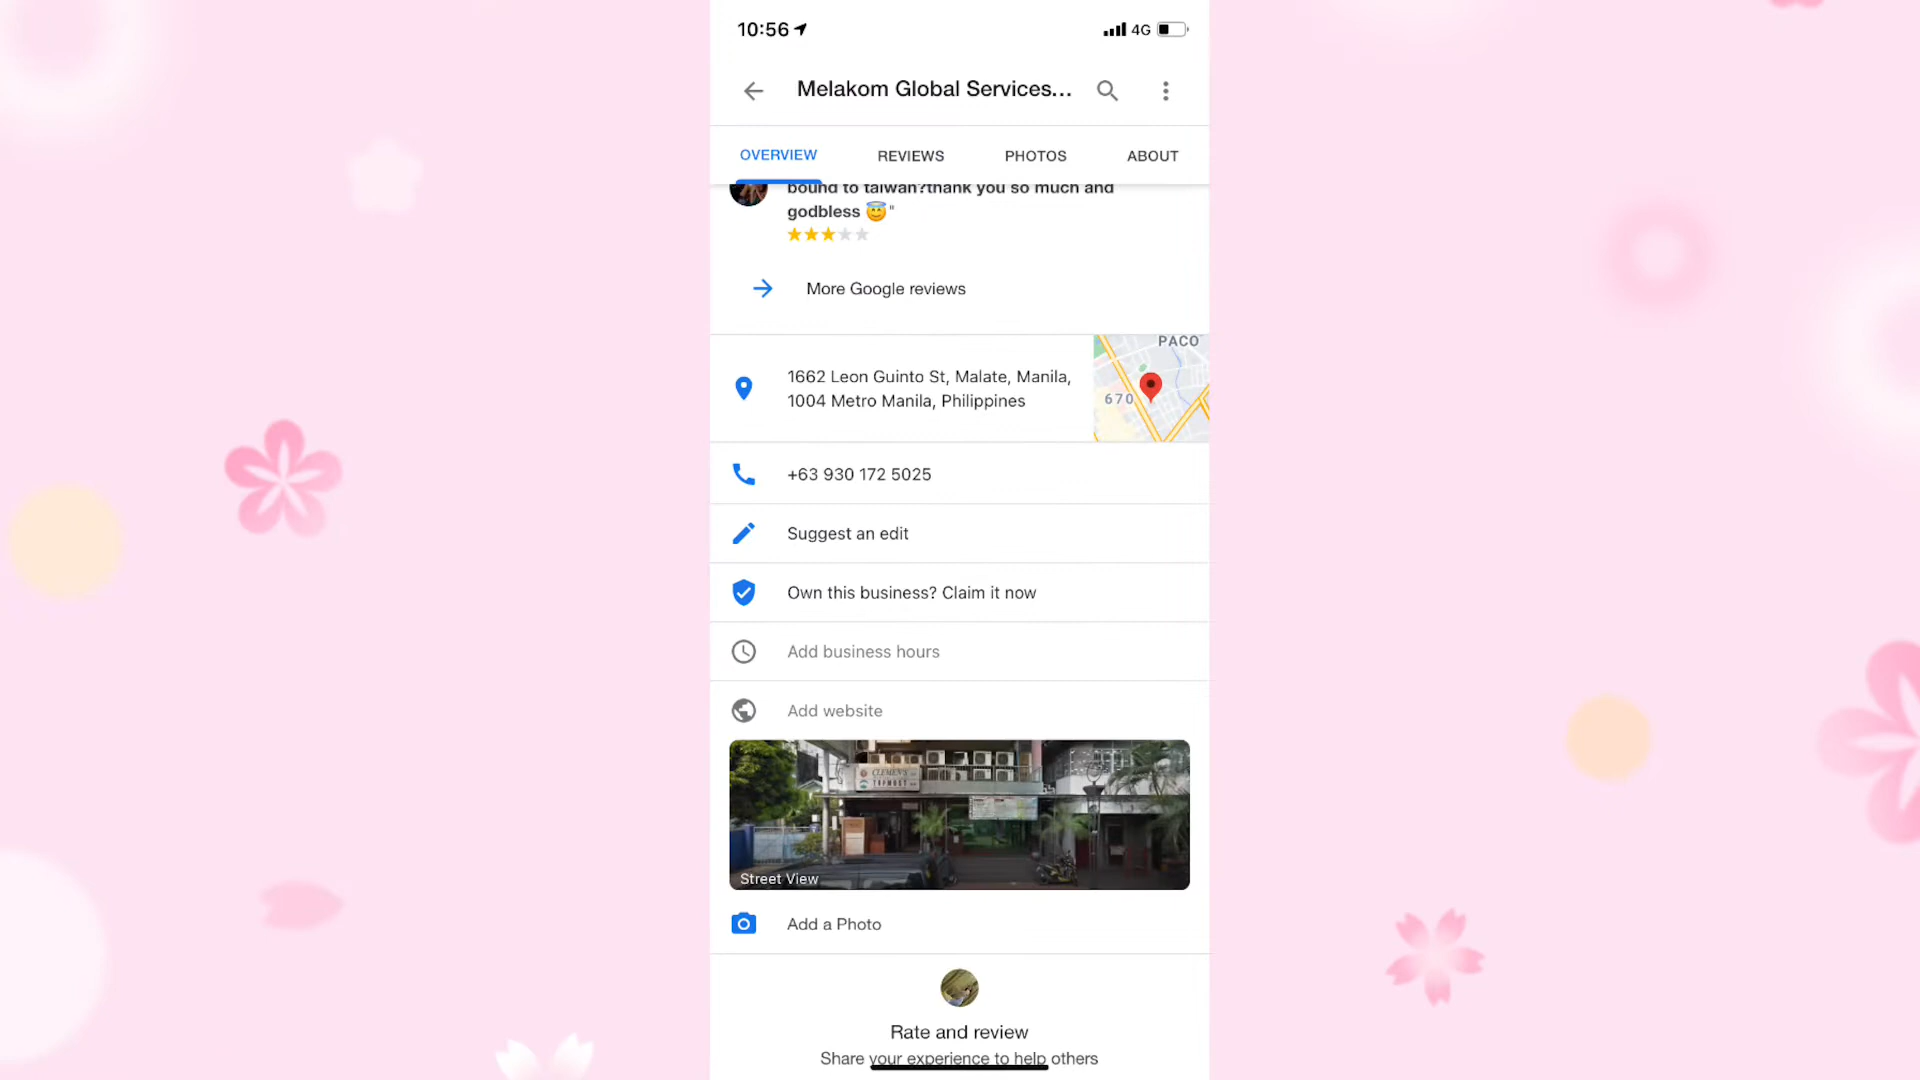 10:56
4G
Melakom Global Services...
OVERVIEW
REVIEWS
PHOTOS
ABOUT
bound to taiwan?thank you so much and
godbless 😇"
More Google reviews
1662 Leon Guinto St, Malate, Manila,
1004 Metro Manila, Philippines
PACO
670
+63 930 172 5025
Suggest an edit
Own this business? Claim it now
Add business hours
Add website
CLEMEN'S
TOPMOST
Street View
Add a Photo
Rate and review
Share your experience to help others